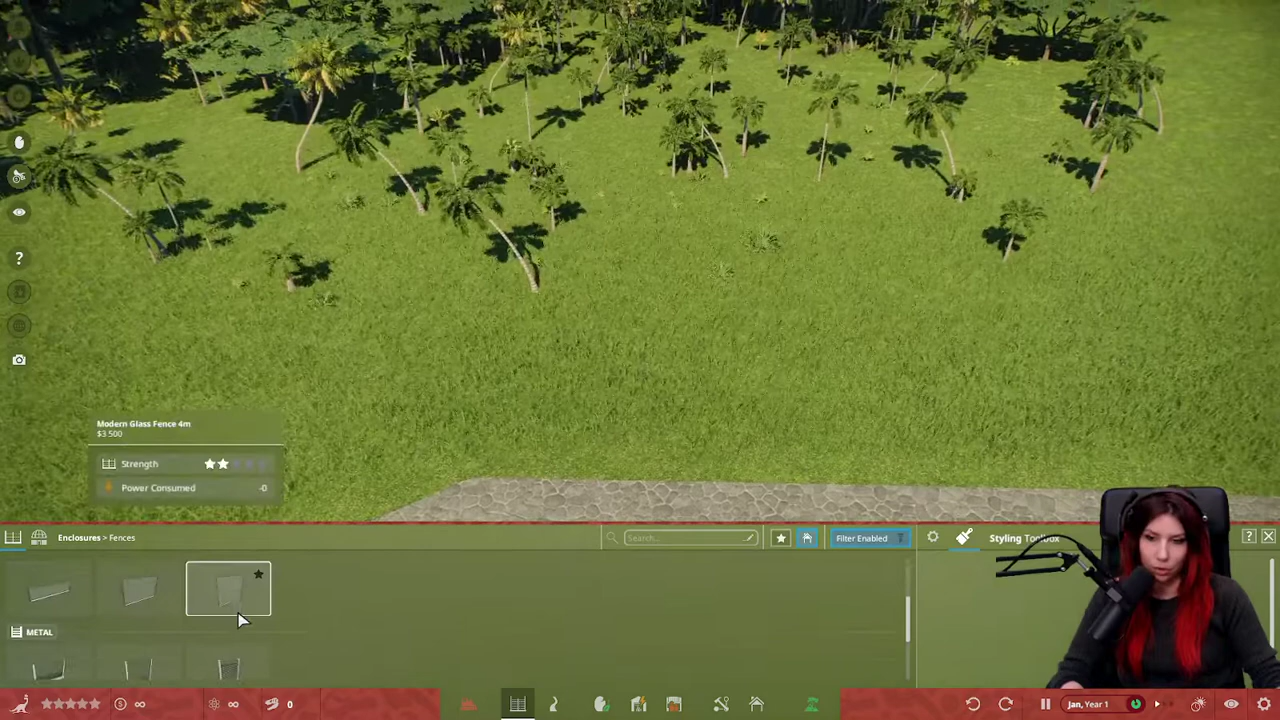 Modern Glass Fence 4m
$3.500
Strength
Power Consumed -0
Enclosures > Fences
Search...
Filter Enabled
Styling Toolbox
METAL
∞
∞
0
Jan, Year 1